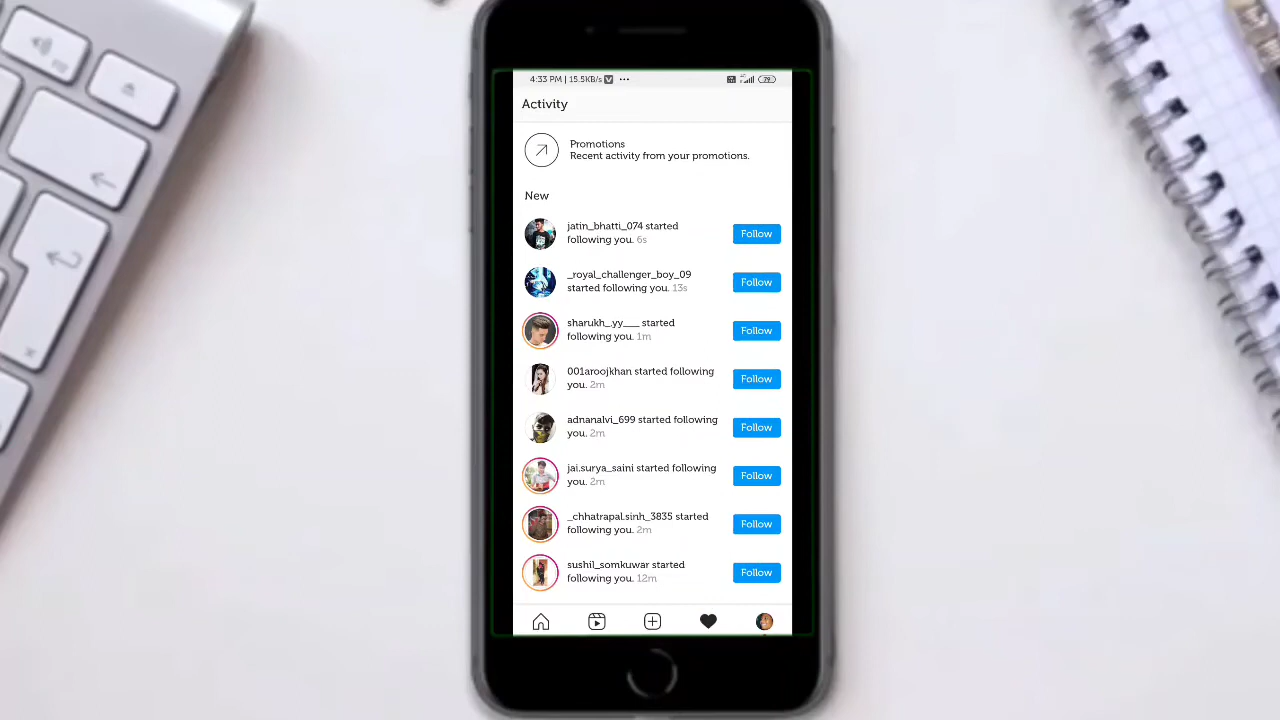 4:33 PM | 15.5KB/s V ...
79
Activity
Promotions
Recent activity from your promotions.
New
jatin_bhatti_074 started
following you. 6s
Follow
_royal_challenger_boy_09
started following you. 13s
Follow
sharukh_.yy___ started
following you. 1m
Follow
001aroojkhan started following
you. 2m
Follow
adnanalvi_699 started following
you. 2m
Follow
jai.surya_saini started following
you. 2m
Follow
_chhatrapal.sinh_3835 started
following you. 2m
Follow
sushil_somkuwar started
following you. 12m
Follow